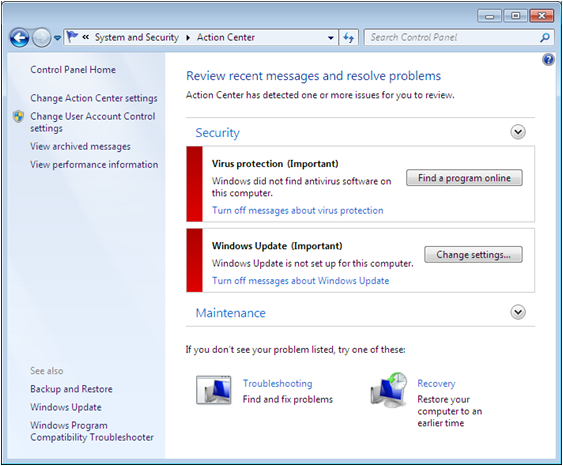 « System and Security ▸ Action Center
Search Control Panel
Control Panel Home
Change Action Center settings
Change User Account Control
settings
View archived messages
View performance information
See also
Backup and Restore
Windows Update
Windows Program
Compatibility Troubleshooter
Review recent messages and resolve problems
Action Center has detected one or more issues for you to review.
Security
Virus protection (Important)
Windows did not find antivirus software on
this computer.
Find a program online
Turn off messages about virus protection
Windows Update (Important)
Windows Update is not set up for this computer.
Change settings...
Turn off messages about Windows Update
Maintenance
If you don't see your problem listed, try one of these:
Troubleshooting
Find and fix problems
Recovery
Restore your
computer to an
earlier time